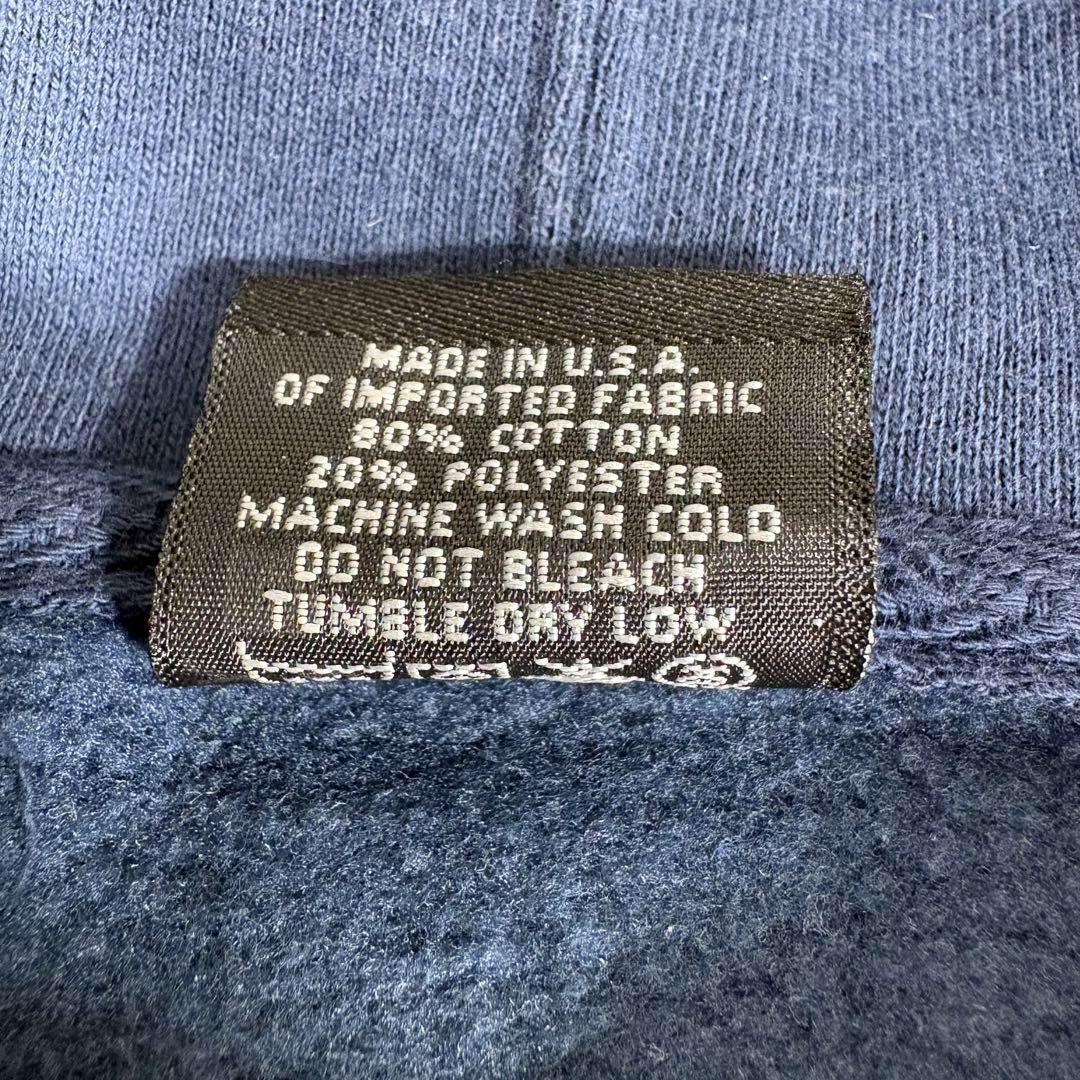 MADE IN U.S.A.
OF IMPORTED FABRIC
80% COTTON
20% POLYESTER
MACHINE WASH COLD
DO NOT BLEACH
TUMBLE DRY LOW